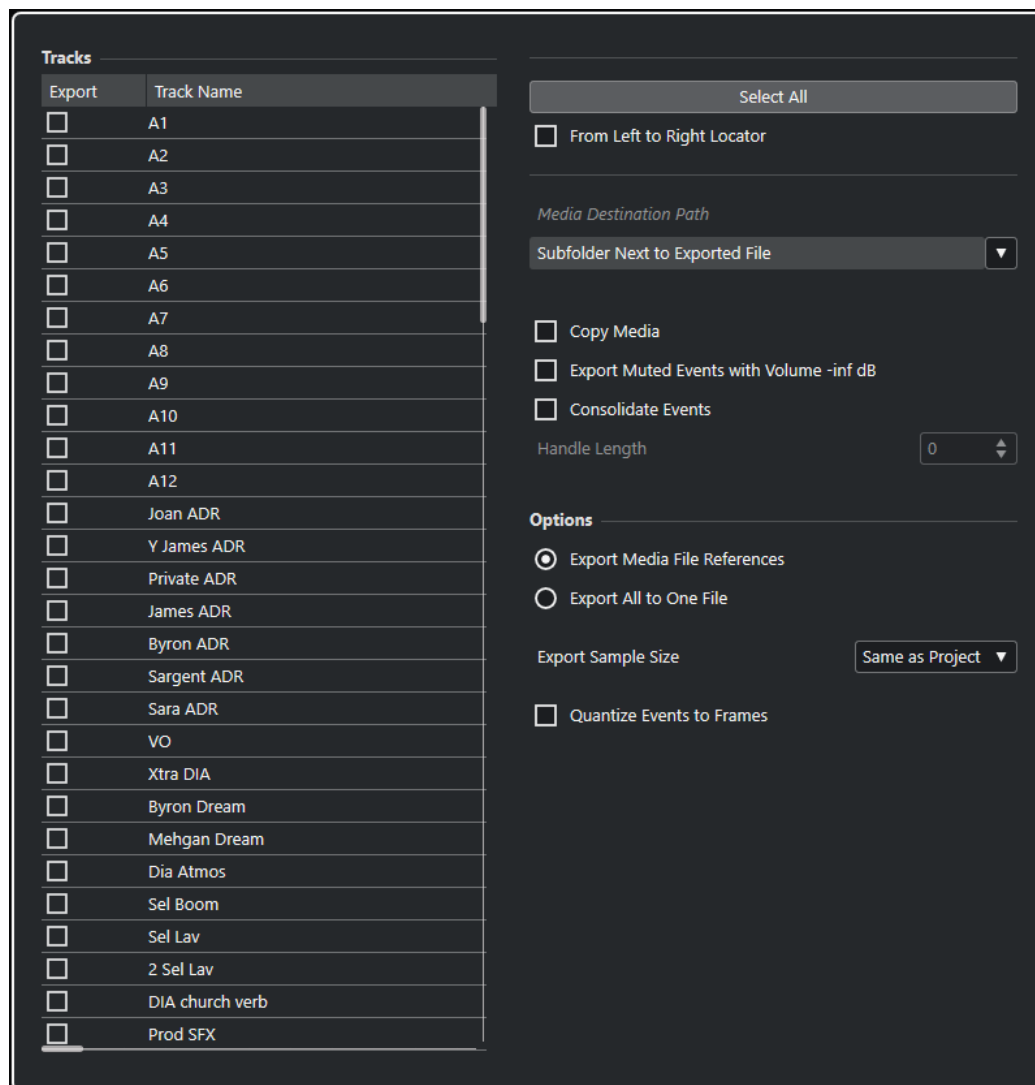 Tracks
Export Track Name
A1
A2
A3
A4
A5
A6
A7
A8
A9
A10
A11
A12
Joan ADR
Y James ADR
Private ADR
James ADR
Byron ADR
Sargent ADR
Sara ADR
VO
Xtra DIA
Byron Dream
Mehgan Dream
Dia Atmos
Sel Boom
Sel Lav
2 Sel Lav
DIA church verb
Prod SFX
Select All
From Left to Right Locator
Media Destination Path
Subfolder Next to Exported File
Copy Media
Export Muted Events with Volume -inf dB
Consolidate Events
Handle Length 0
Options
Export Media File References
Export All to One File
Export Sample Size Same as Project
Quantize Events to Frames